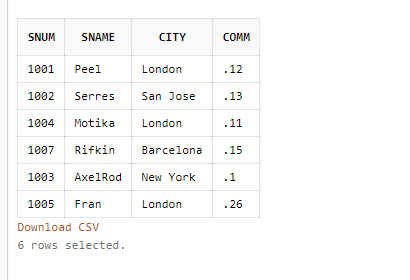 SNUM SNAME CITY COMM
1001 Peel London .12
1002 Serres San Jose .13
1004 Motika London .11
1007 Rifkin Barcelona .15
1003 AxelRod New York .1
1005 Fran London .26
Download CSV
6 rows selected.